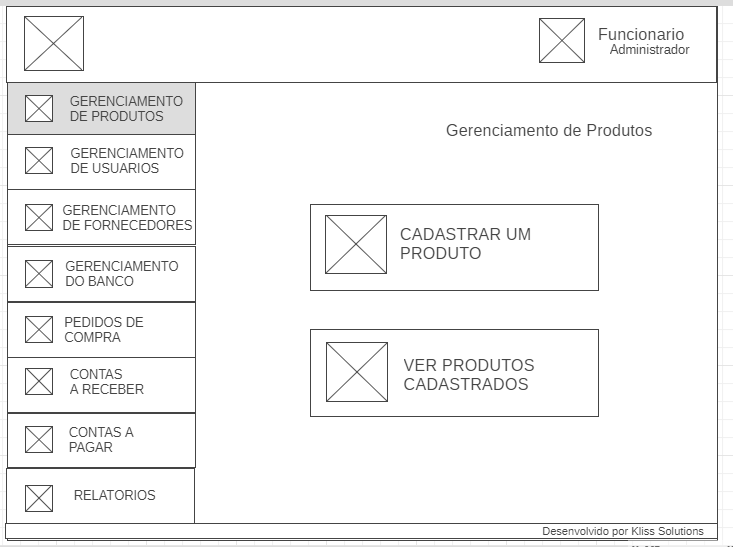 Funcionario
Administrador
GERENCIAMENTO
DE PRODUTOS
GERENCIAMENTO
DE USUARIOS
GERENCIAMENTO
DE FORNECEDORES
GERENCIAMENTO
DO BANCO
PEDIDOS DE
COMPRA
CONTAS
A RECEBER
CONTAS A
PAGAR
RELATORIOS
Gerenciamento de Produtos
CADASTRAR UM
PRODUTO
VER PRODUTOS
CADASTRADOS
Desenvolvido por Kliss Solutions